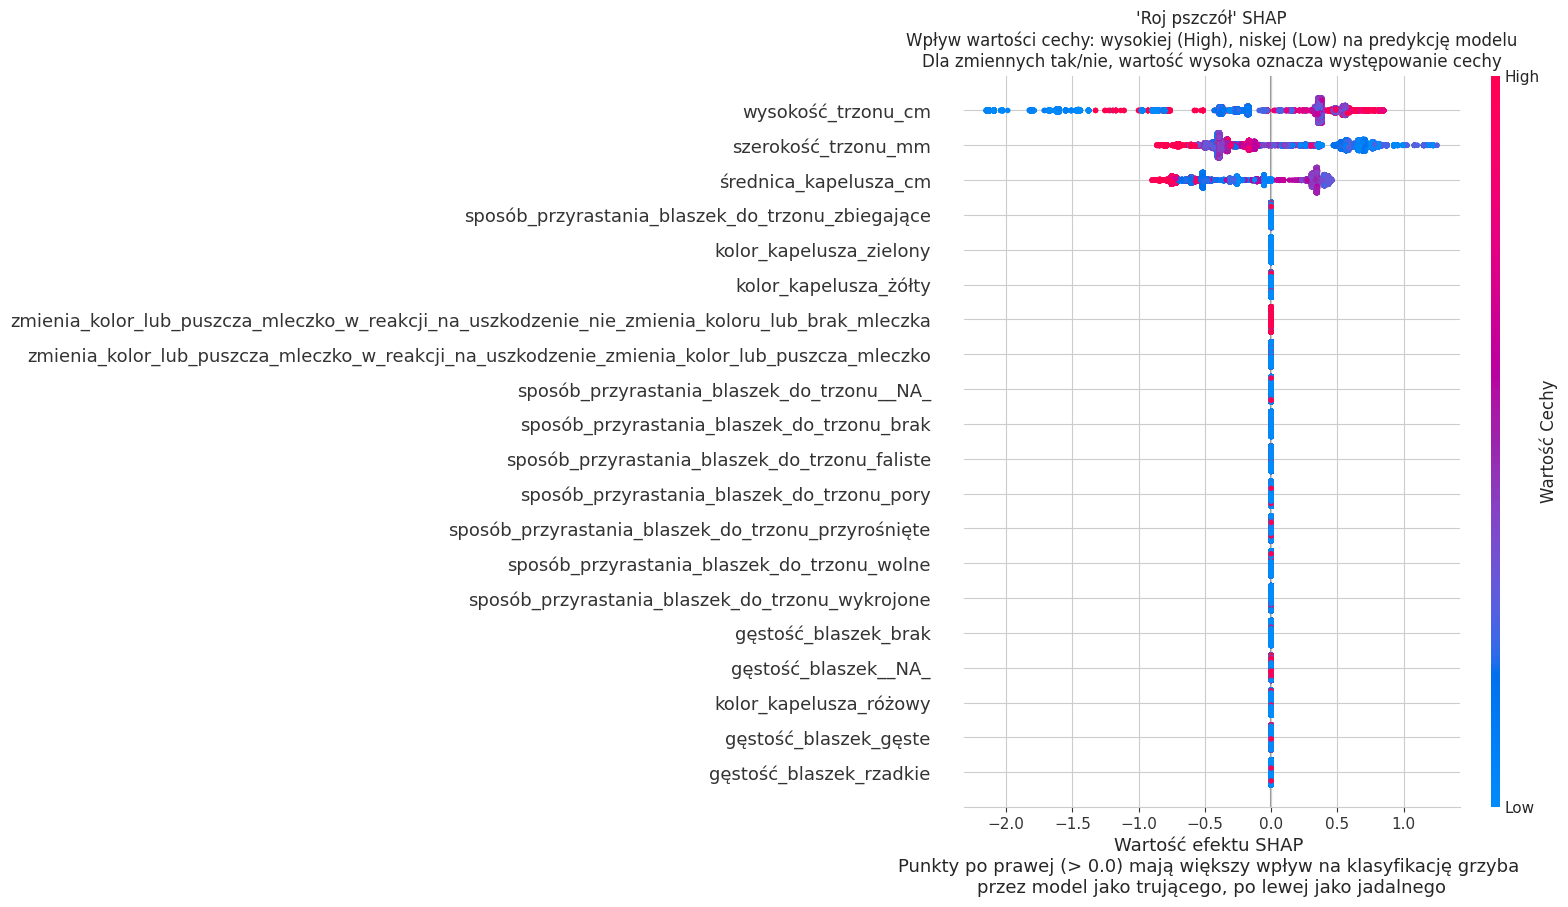 'Roj pszczół' SHAP
Wpływ wartości cechy: wysokiej (High), niskej (Low) na predykcję modelu
Dla zmiennych tak/nie, wartość wysoka oznacza występowanie cechy
High
wysokość_trzonu_cm
szerokość_trzonu_mm
średnica_kapelusza_cm
sposób_przyrastania_blaszek_do_trzonu_zbiegające
kolor_kapelusza_zielony
kolor_kapelusza_żółty
zmienia_kolor_lub_puszcza_mleczko_w_reakcji_na_uszkodzenie_nie_zmienia_koloru_lub_brak_mleczka
zmienia_kolor_lub_puszcza_mleczko_w_reakcji_na_uszkodzenie_zmienia_kolor_lub_puszcza_mleczko
sposób_przyrastania_blaszek_do_trzonu__NA_
sposób_przyrastania_blaszek_do_trzonu_brak
sposób_przyrastania_blaszek_do_trzonu_faliste
sposób_przyrastania_blaszek_do_trzonu_pory
sposób_przyrastania_blaszek_do_trzonu_przyrośnięte
sposób_przyrastania_blaszek_do_trzonu_wolne
sposób_przyrastania_blaszek_do_trzonu_wykrojone
gęstość_blaszek_brak
gęstość_blaszek__NA_
kolor_kapelusza_różowy
gęstość_blaszek_gęste
gęstość_blaszek_rzadkie
Wartość Cechy
Low
−2.0 −1.5 −1.0 −0.5 0.0 0.5 1.0
Wartość efektu SHAP
Punkty po prawej (> 0.0) mają większy wpływ na klasyfikację grzyba
przez model jako trującego, po lewej jako jadalnego